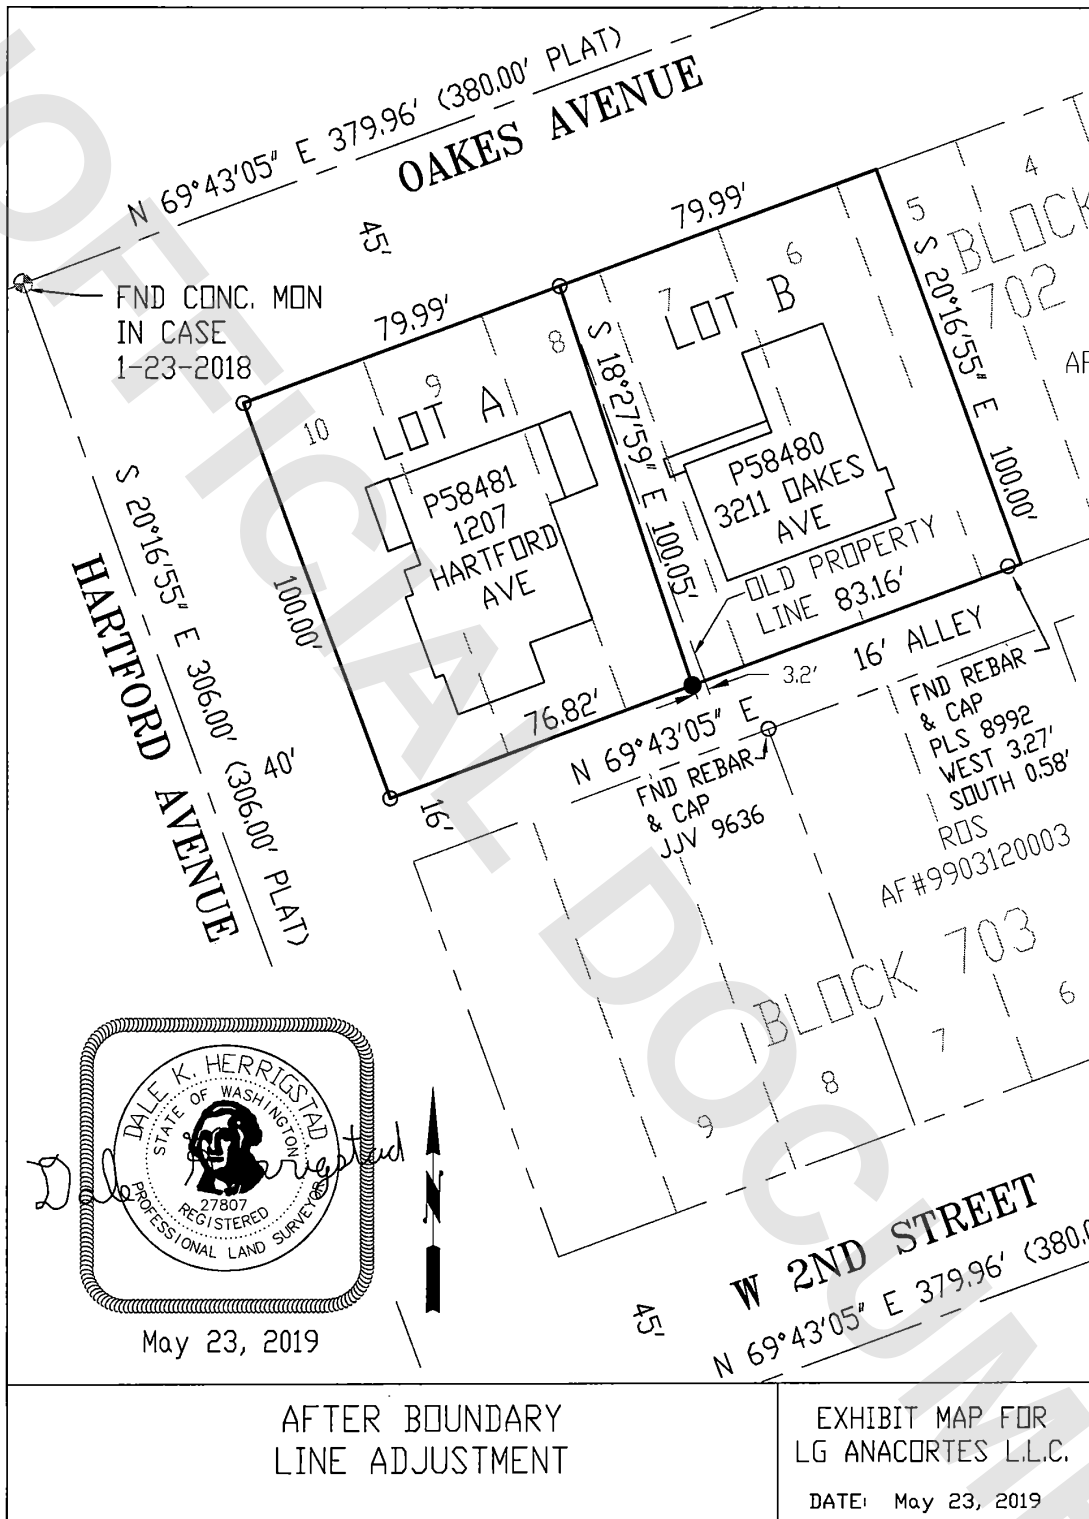 N 69°43'05" E 379.96' (380.00' PLAT)
OAKES AVENUE
45'
FND CONC. MON
IN CASE
1-23-2018
79.99'
79.99'
4
5
6
7
8
9
10
BLOCK
702
LOT B
LOT A
S 20°16'55" E 100.00'
S 18°27'59" E 100.05'
AF
P58481
1207
HARTFORD
AVE
P58480
3211 OAKES
AVE
OLD PROPERTY
LINE 83.16'
S 20°16'55" E 306.00' (306.00' PLAT)
HARTFORD AVENUE
100.00'
40'
76.82'
16'
3.2'
16' ALLEY
N 69°43'05" E
FND REBAR
& CAP
JJV 9636
FND REBAR
& CAP
PLS 8992
WEST 3.27'
SOUTH 0.58'
ROS
AF#9903120003
BLOCK 703
6
7
8
9
W 2ND STREET
N 69°43'05" E 379.96' (380.0
45'
DALE K. HERRIGSTAD
STATE OF WASHINGTON
27807
REGISTERED
PROFESSIONAL LAND SURVEYOR
Dale Herrigstad
N
May 23, 2019
AFTER BOUNDARY
LINE ADJUSTMENT
EXHIBIT MAP FOR
LG ANACORTES L.L.C.
DATE: May 23, 2019
UNOFFICIAL DOCUMENT